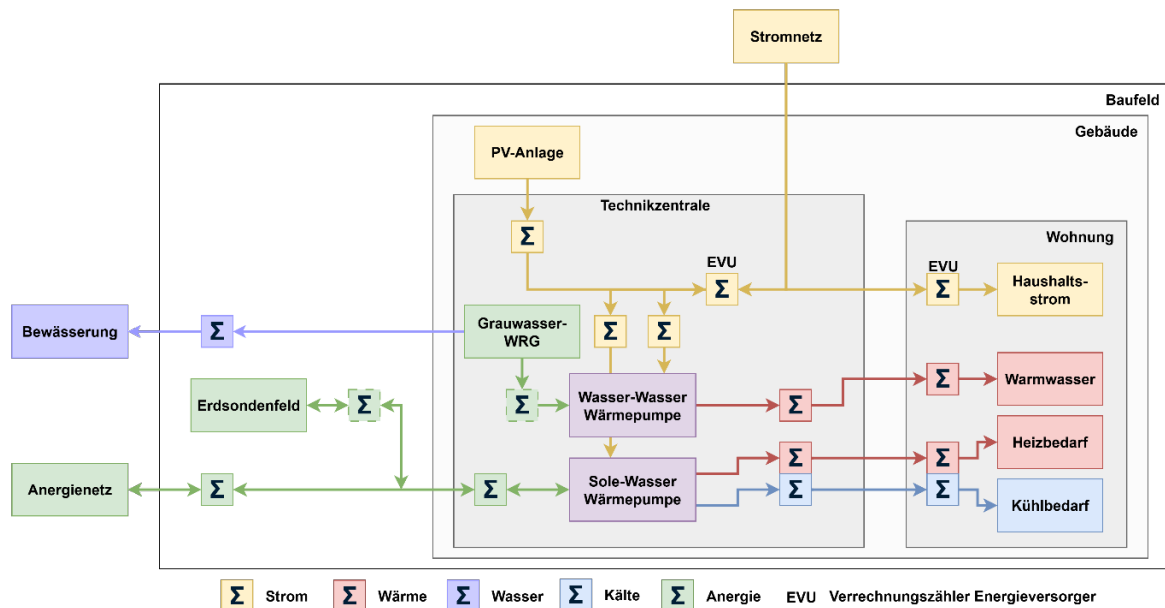 Stromnetz
Baufeld
Gebäude
PV-Anlage
Technikzentrale
Wohnung
Σ
EVU
Σ
EVU
Σ
Haushalts-
strom
Bewässerung
Σ
Grauwasser-
WRG
Σ
Σ
Erdsondenfeld
Σ
Σ
Wasser-Wasser
Wärmepumpe
Σ
Σ
Warmwasser
Anergienetz
Σ
Σ
Sole-Wasser
Wärmepumpe
Σ
Σ
Heizbedarf
Σ
Σ
Kühlbedarf
Σ Strom Σ Wärme Σ Wasser Σ Kälte Σ Anergie EVU Verrechnungszähler Energieversorger